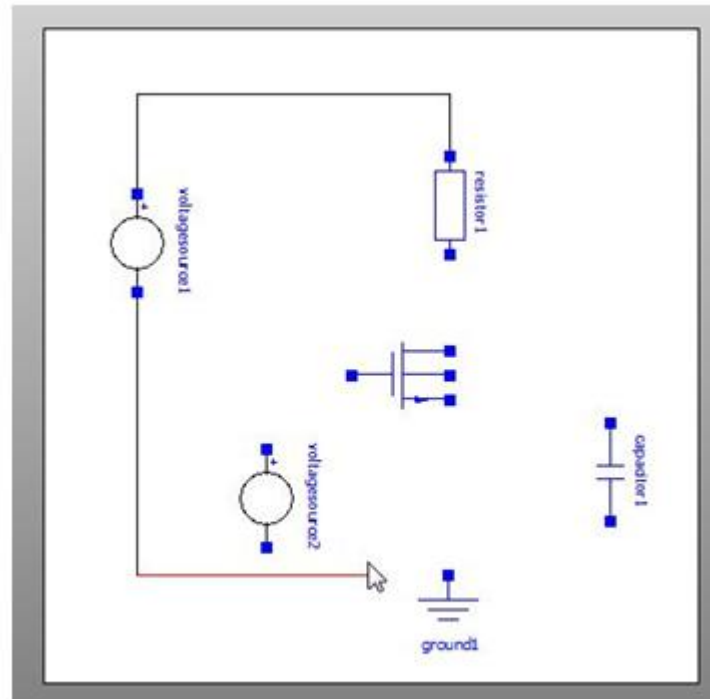 voltagesource1
resistor1
voltagesource2
capacitor1
ground1